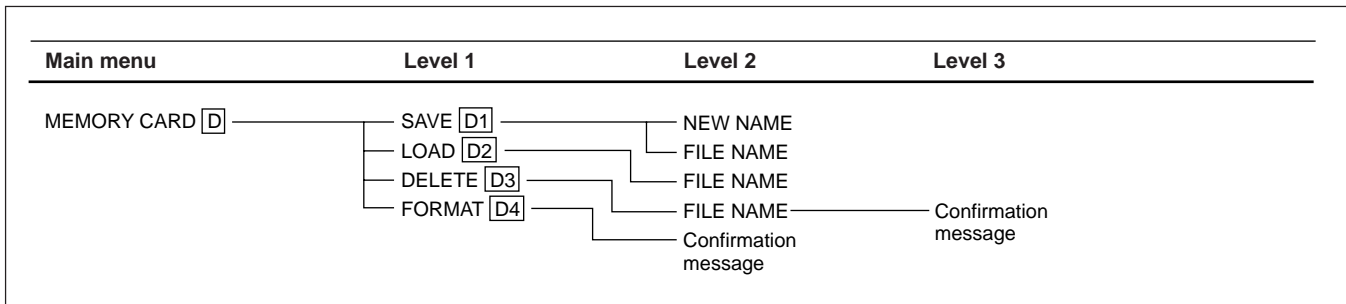 Main menu Level 1 Level 2 Level 3
MEMORY CARD D SAVE D1 NEW NAME
LOAD D2 FILE NAME
DELETE D3 FILE NAME
FORMAT D4 FILE NAME Confirmation
message
Confirmation
message